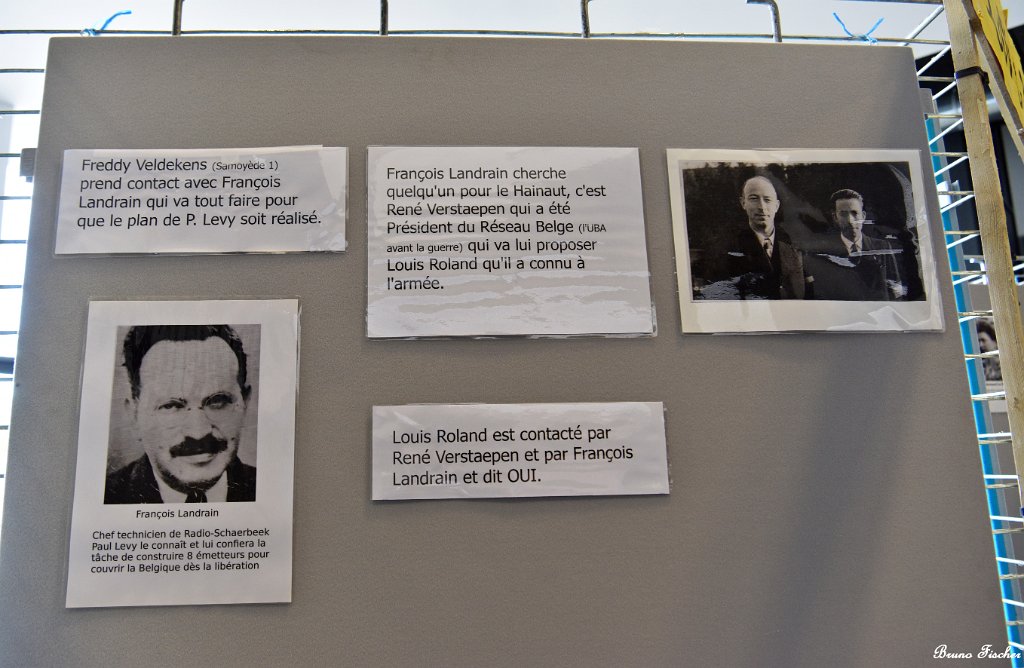 Freddy Veldekens (Samoyède 1)
prend contact avec François
Landrain qui va tout faire pour
que le plan de P. Levy soit réalisé.
François Landrain cherche
quelqu'un pour le Hainaut, c'est
René Verstaepen qui a été
Président du Réseau Belge (l'UBA
avant la guerre) qui va lui proposer
Louis Roland qu'il a connu à
l'armée.
François Landrain
Chef technicien de Radio-Schaerbeek
Paul Levy le connaît et lui confiera la
tâche de construire 8 émetteurs pour
couvrir la Belgique dès la libération
Louis Roland est contacté par
René Verstaepen et par François
Landrain et dit OUI.
Bruno Fischer